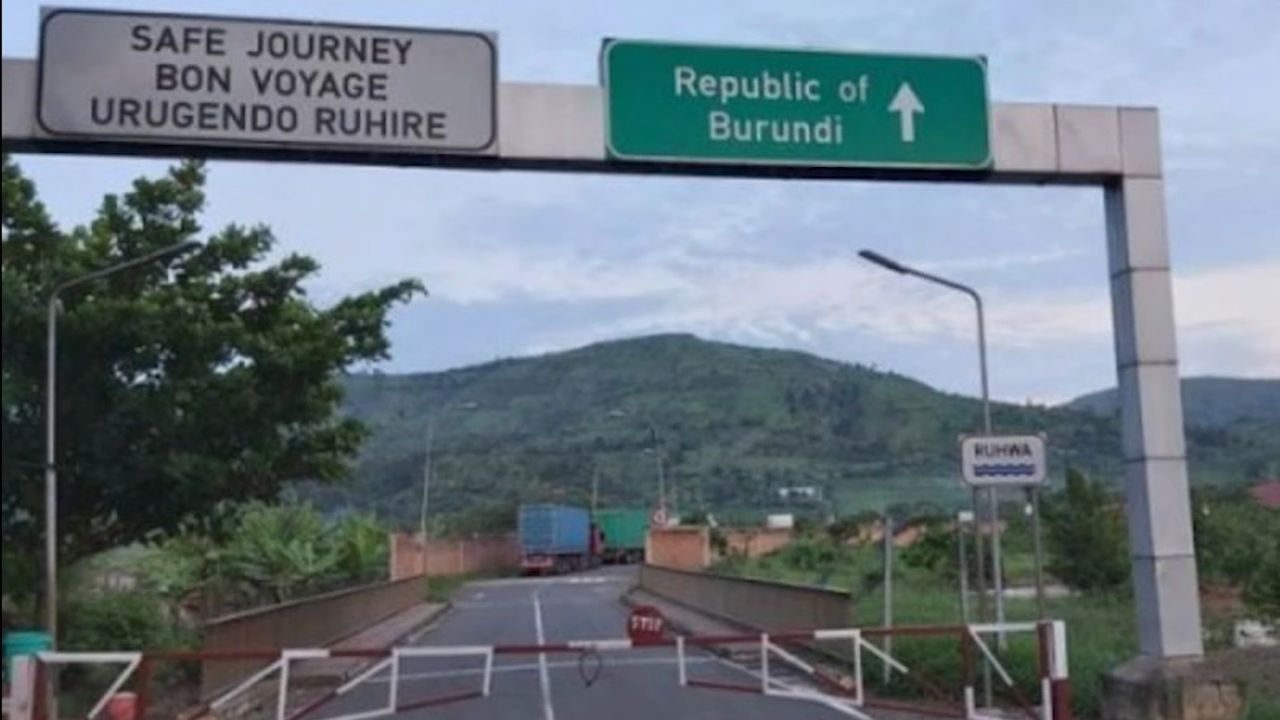 SAFE JOURNEY
BON VOYAGE
URUGENDO RUHIRE
Republic of
Burundi
RUHWA
STOP